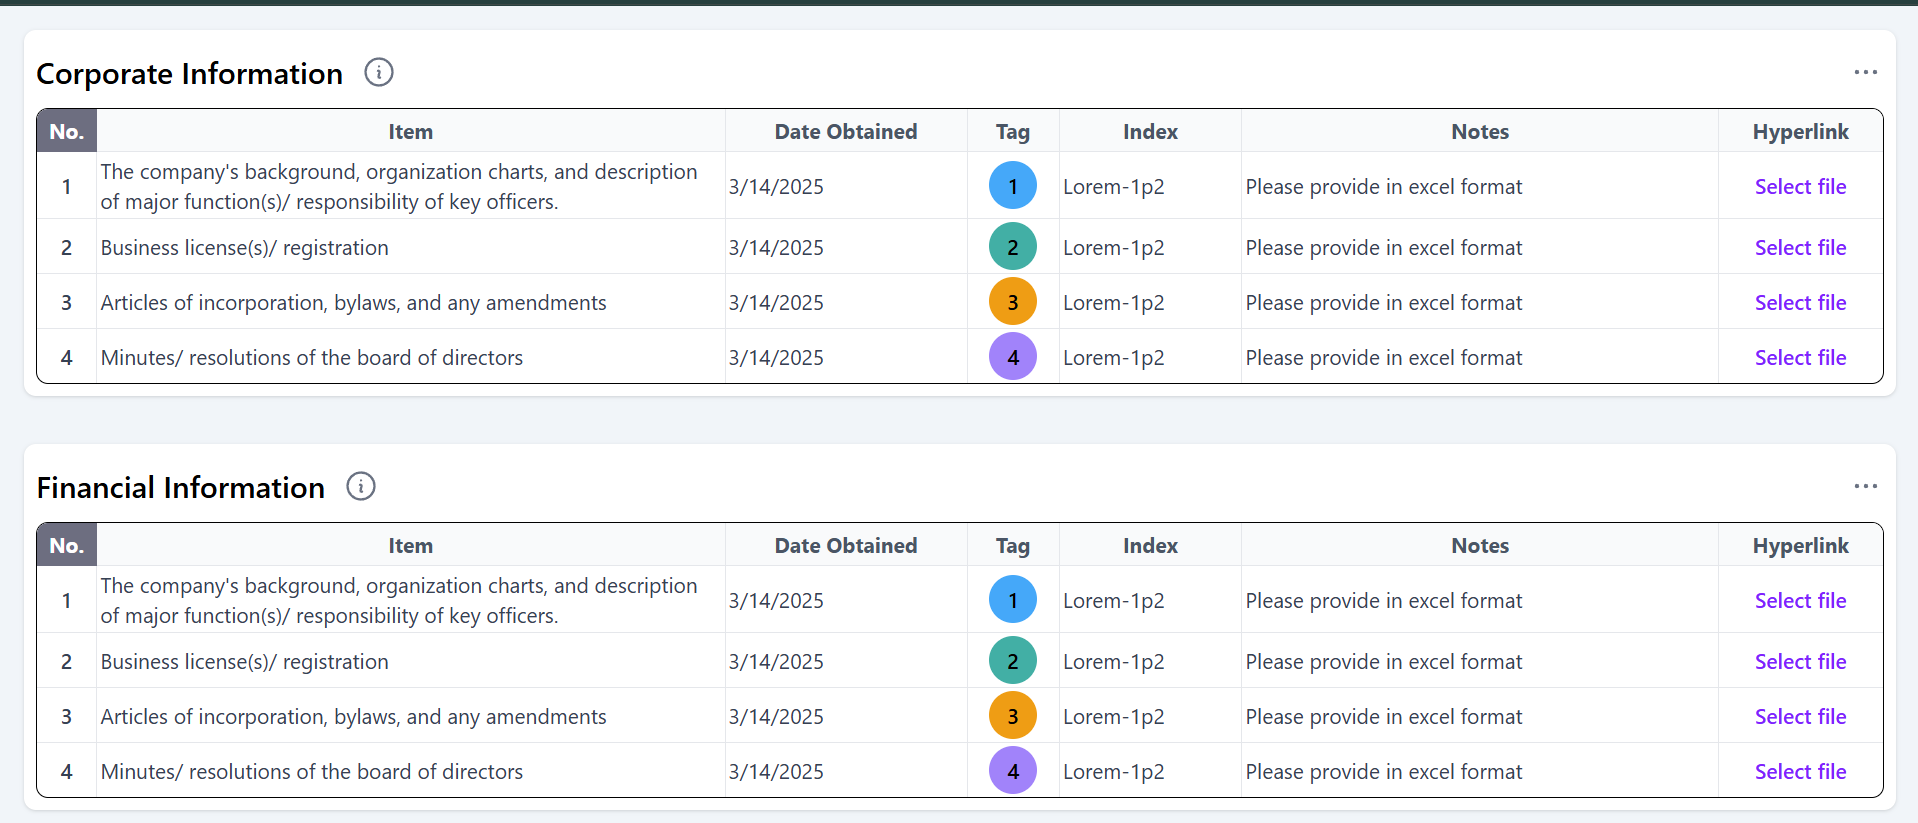 Corporate Information
No. Item Date Obtained Tag Index Notes Hyperlink
1 The company's background, organization charts, and description
of major function(s)/ responsibility of key officers. 3/14/2025 1 Lorem-1p2 Please provide in excel format Select file
2 Business license(s)/ registration 3/14/2025 2 Lorem-1p2 Please provide in excel format Select file
3 Articles of incorporation, bylaws, and any amendments 3/14/2025 3 Lorem-1p2 Please provide in excel format Select file
4 Minutes/ resolutions of the board of directors 3/14/2025 4 Lorem-1p2 Please provide in excel format Select file
Financial Information
No. Item Date Obtained Tag Index Notes Hyperlink
1 The company's background, organization charts, and description
of major function(s)/ responsibility of key officers. 3/14/2025 1 Lorem-1p2 Please provide in excel format Select file
2 Business license(s)/ registration 3/14/2025 2 Lorem-1p2 Please provide in excel format Select file
3 Articles of incorporation, bylaws, and any amendments 3/14/2025 3 Lorem-1p2 Please provide in excel format Select file
4 Minutes/ resolutions of the board of directors 3/14/2025 4 Lorem-1p2 Please provide in excel format Select file